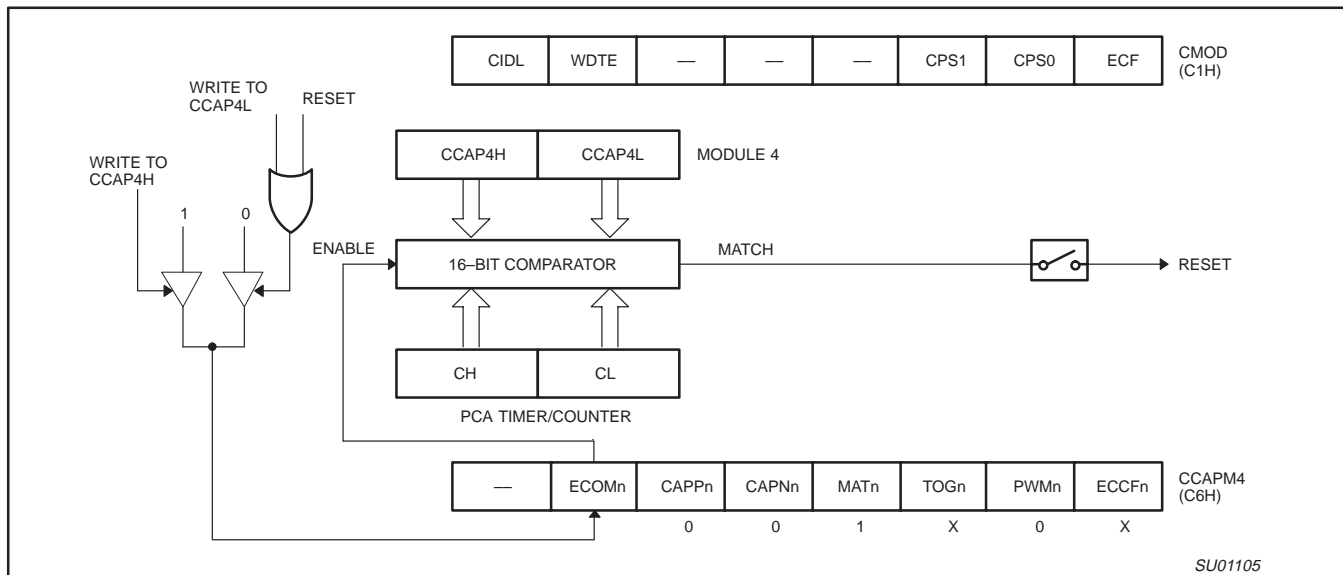 CIDL WDTE –– –– –– CPS1 CPS0 ECF
CMOD
(C1H)
WRITE TO
CCAP4L
RESET
WRITE TO
CCAP4H
CCAP4H CCAP4L
MODULE 4
1 0
ENABLE
16–BIT COMPARATOR
MATCH
RESET
CH CL
PCA TIMER/COUNTER
–– ECOMn CAPPn CAPNn MATn TOGn PWMn ECCFn
CCAPM4
(C6H)
0 0 1 X 0 X
SU01105